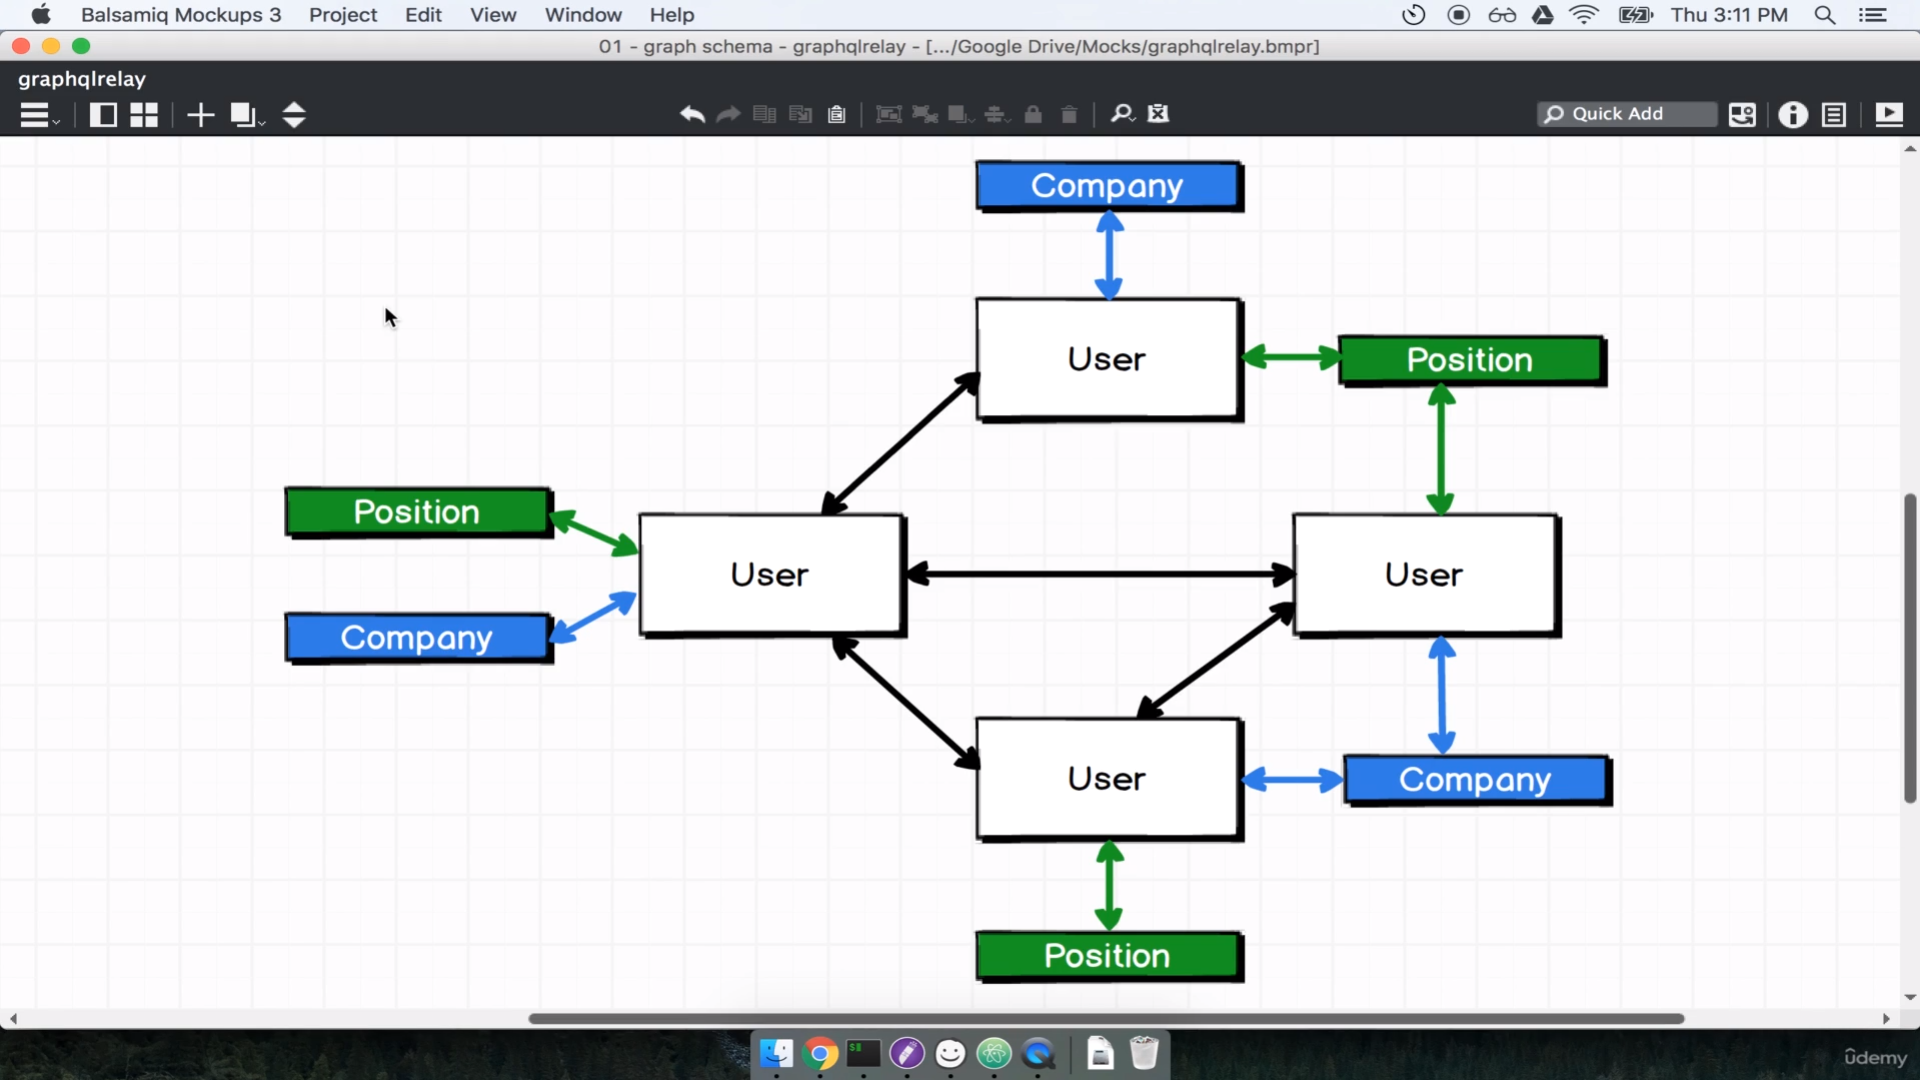 Balsamiq Mockups 3 Project Edit View Window Help Thu 3:11 PM
01 - graph schema - graphqlrelay - [.../Google Drive/Mocks/graphqlrelay.bmpr]
graphqlrelay
Quick Add
Company
User
Position
Position
User
User
Company
User
Company
Position
$$
ûdemy